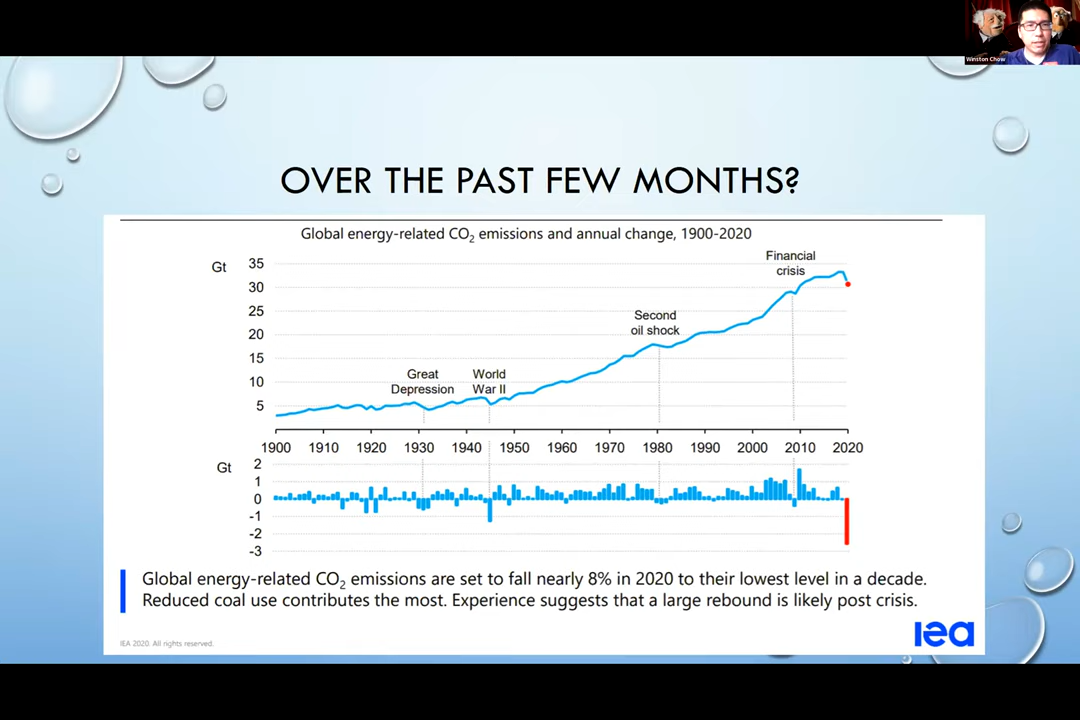 Winston Chow
OVER THE PAST FEW MONTHS?
Global energy-related CO2 emissions and annual change, 1900-2020
Gt
35
30
25
20
15
10
5
Great
Depression
World
War II
Second
oil shock
Financial
crisis
1900 1910 1920 1930 1940 1950 1960 1970 1980 1990 2000 2010 2020
Gt
2
1
0
-1
-2
-3
Global energy-related CO2 emissions are set to fall nearly 8% in 2020 to their lowest level in a decade.
Reduced coal use contributes the most. Experience suggests that a large rebound is likely post crisis.
IEA 2020. All rights reserved.
iea